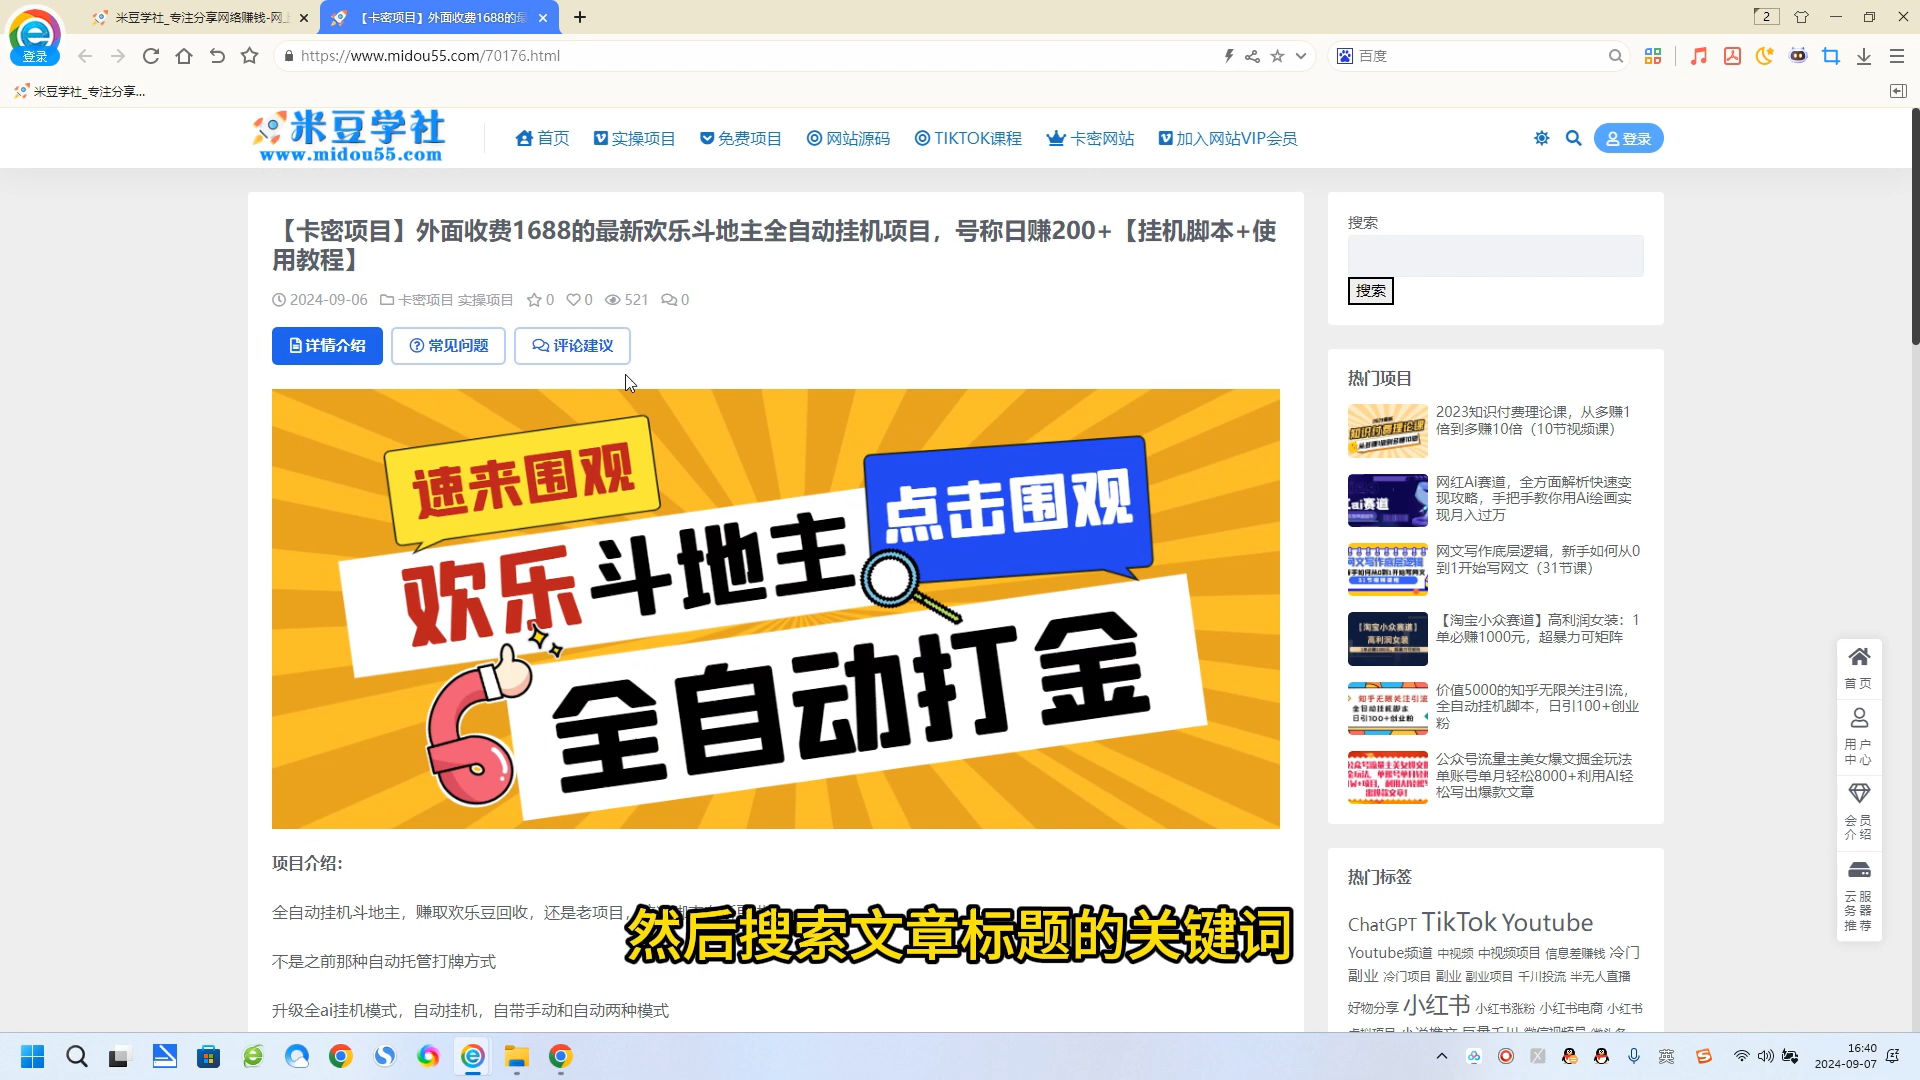 米豆学社_专注分享网络赚钱-网上
【卡密项目】外面收费1688的最
2
登录
https://www.midou55.com/70176.html
百度
米豆学社_专注分享...
米豆学社
www.midou55.com
首页
实操项目
免费项目
网站源码
TIKTOK课程
卡密网站
加入网站VIP会员
登录
【卡密项目】外面收费1688的最新欢乐斗地主全自动挂机项目，号称日赚200+【挂机脚本+使
用教程】
2024-09-06 卡密项目 实操项目 0 0 521 0
详情介绍
常见问题
评论建议
速来围观
点击围观
欢乐斗地主
全自动打金
项目介绍:
全自动挂机斗地主，赚取欢乐豆回收，还是老项目，
然后搜索文章标题的关键词
不是之前那种自动托管打牌方式
升级全ai挂机模式，自动挂机，自带手动和自动两种模式
搜索
搜索
热门项目
2023知识付费理论课，从多赚1
倍到多赚10倍（10节视频课）
网红Ai赛道，全方面解析快速变
现攻略，手把手教你用Ai绘画实
现月入过万
网文写作底层逻辑，新手如何从0
到1开始写网文（31节课）
【淘宝小众赛道】高利润女装：1
单必赚1000元，超暴力可矩阵
价值5000的知乎无限关注引流，
全自动挂机脚本，日引100+创业
粉
公众号流量主美女爆文掘金玩法
单账号单月轻松8000+利用AI轻
松写出爆款文章
热门标签
ChatGPT TikTok Youtube
Youtube频道 中视频 中视频项目 信息差赚钱 冷门
副业 冷门项目 副业 副业项目 千川投流 半无人直播
好物分享 小红书 小红书涨粉 小红书电商 小红书
首页
用户
中心
会员
介绍
云服
务器
推荐
英
16:40
2024-09-07